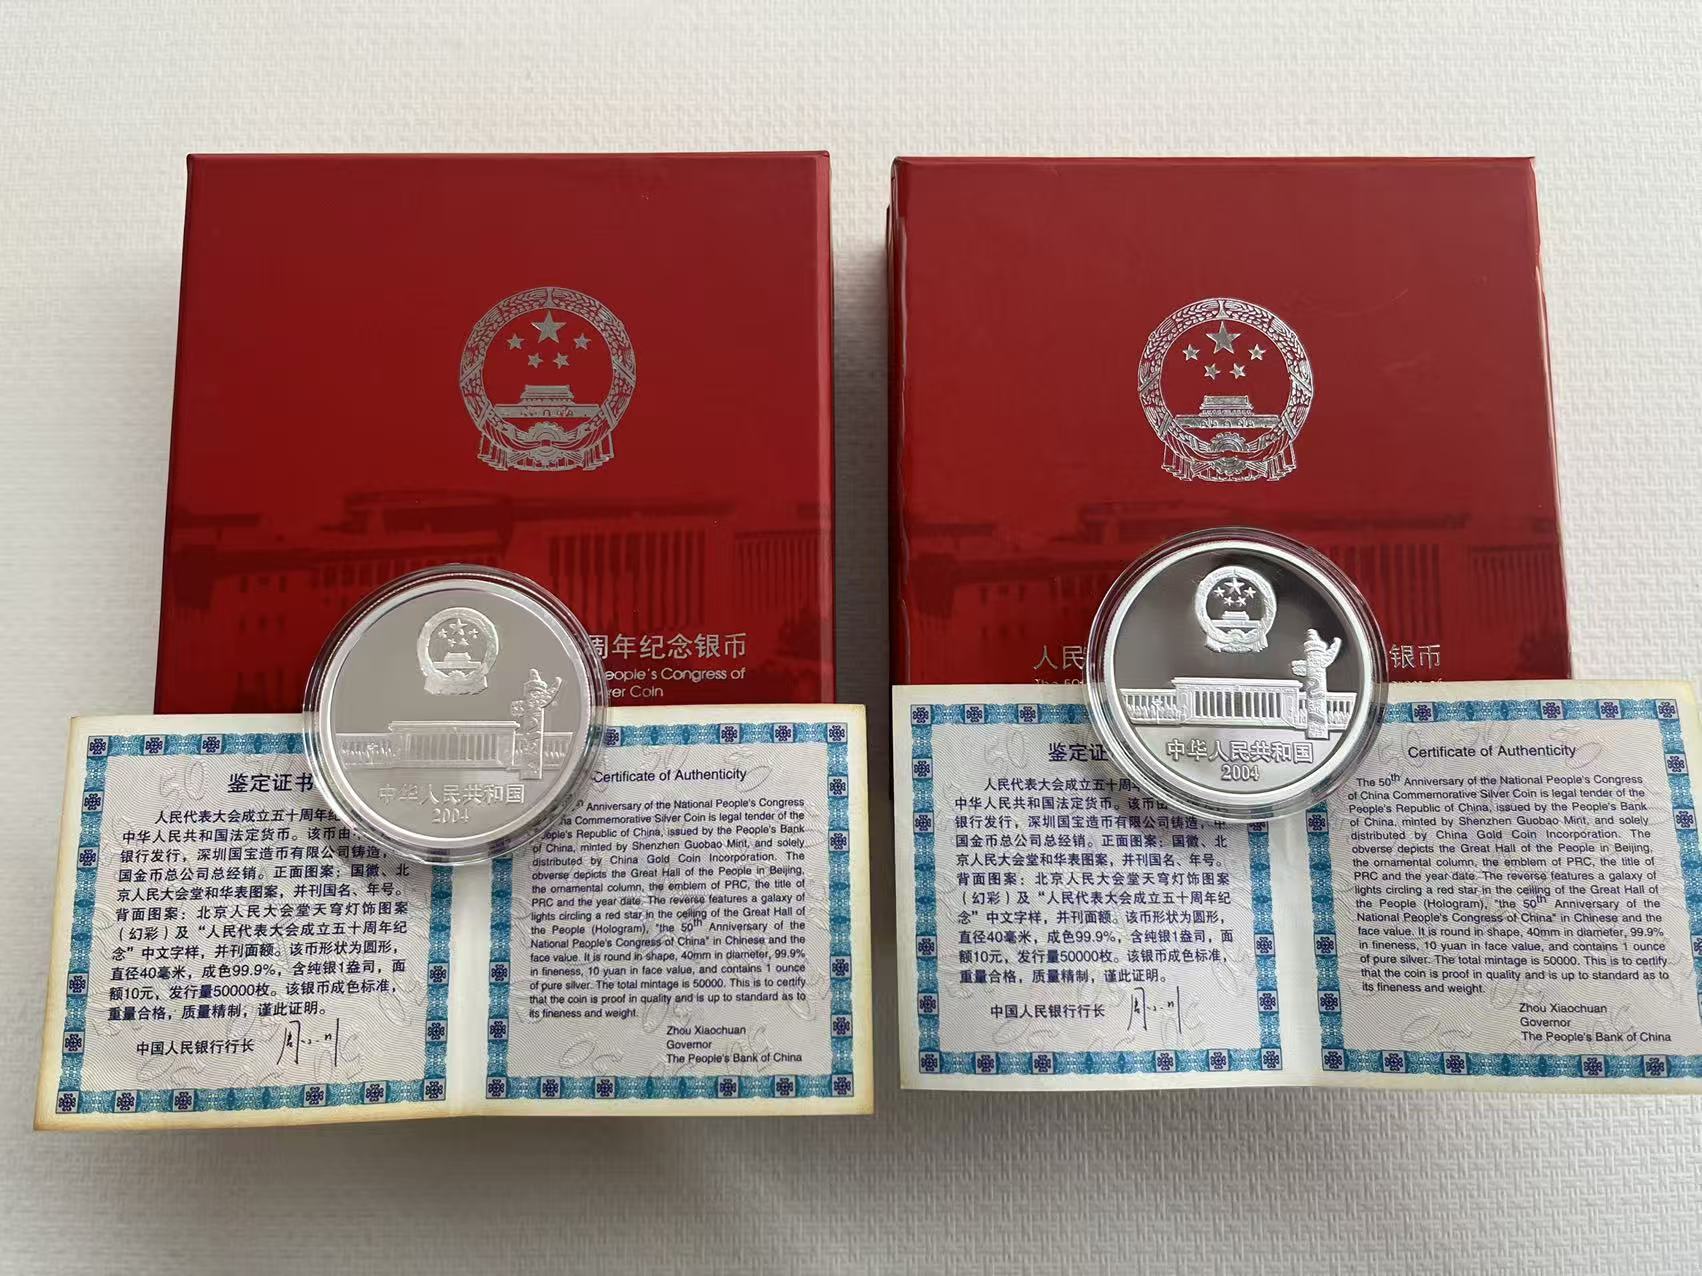 周年纪念银币
eople's Congress of
er Coin
中华人民共和国
2004
鉴定证书
人民代表大会成立五十周年纪
中华人民共和国法定货币。该币由
银行发行，深圳国宝造币有限公司铸造，
国金币总公司总经销。正面图案：国徽、北
京人民大会堂和华表图案，并刊国名、年号。
背面图案：北京人民大会堂天穹灯饰图案
（幻彩）及“人民代表大会成立五十周年纪
念”中文字样，并刊面额。该币形状为圆形，
直径40毫米，成色99.9%，含纯银1盎司，面
额10元，发行量50000枚。该银币成色标准，
重量合格，质量精制，谨此证明。
中国人民银行行长
Certificate of Authenticity
Anniversary of the National People's Congress
na Commemorative Silver Coin is legal tender of the
ople's Republic of China, issued by the People's Bank
of China, minted by Shenzhen Guobao Mint, and solely
distributed by China Gold Coin Incorporation. The
obverse depicts the Great Hall of the People in Beijing,
the ornamental column, the emblem of PRC, the title of
PRC and the year date. The reverse features a galaxy of
lights circling a red star in the ceiling of the Great Hall of
the People (Hologram), "the 50th Anniversary of the
National People's Congress of China" in Chinese and the
face value. It is round in shape, 40mm in diameter, 99.9%
in fineness, 10 yuan in face value, and contains 1 ounce
of pure silver. The total mintage is 50000. This is to certify
that the coin is proof in quality and is up to standard as to
its fineness and weight.
Zhou Xiaochuan
Governor
The People's Bank of China
人民 银币
The 50
中华人民共和国
2004
鉴定证
人民代表大会成立五十周年
中华人民共和国法定货币。该币由
银行发行，深圳国宝造币有限公司铸造，中
国金币总公司总经销。正面图案：国徽、北
京人民大会堂和华表图案，并刊国名、年号。
背面图案：北京人民大会堂天穹灯饰图案
（幻彩）及“人民代表大会成立五十周年纪
念”中文字样，并刊面额。该币形状为圆形，
直径40毫米，成色99.9%，含纯银1盎司，面
额10元，发行量50000枚。该银币成色标准，
重量合格，质量精制，谨此证明。
中国人民银行行长
Certificate of Authenticity
The 50th Anniversary of the National People's Congress
of China Commemorative Silver Coin is legal tender of the
People's Republic of China, issued by the People's Bank
of China, minted by Shenzhen Guobao Mint, and solely
distributed by China Gold Coin Incorporation. The
obverse depicts the Great Hall of the People in Beijing,
the ornamental column, the emblem of PRC, the title of
PRC and the year date. The reverse features a galaxy of
lights circling a red star in the ceiling of the Great Hall of
the People (Hologram), "the 50th Anniversary of the
National People's Congress of China" in Chinese and the
face value. It is round in shape, 40mm in diameter, 99.9%
in fineness, 10 yuan in face value, and contains 1 ounce
of pure silver. The total mintage is 50000. This is to certify
that the coin is proof in quality and is up to standard as to
its fineness and weight.
Zhou Xiaochuan
Governor
The People's Bank of China